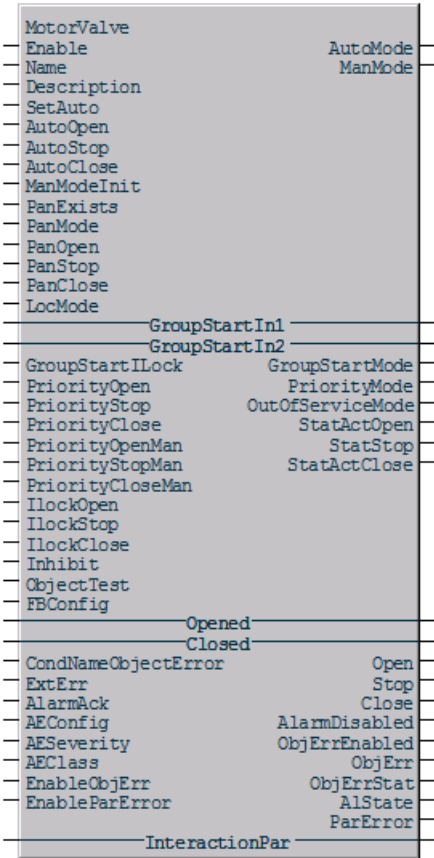 MotorValve
Enable AutoMode
Name ManMode
Description
SetAuto
AutoOpen
AutoStop
AutoClose
ManModeInit
PanExists
PanMode
PanOpen
PanStop
PanClose
LocMode
GroupStartIn1
GroupStartIn2
GroupStartILock GroupStartMode
PriorityOpen PriorityMode
PriorityStop OutOfServiceMode
PriorityClose StatActOpen
PriorityOpenMan StatStop
PriorityStopMan StatActClose
PriorityCloseMan
IlockOpen
IlockStop
IlockClose
Inhibit
ObjectTest
FBConfig
Opened
Closed
CondNameObjectError Open
ExtErr Stop
AlarmAck Close
AEConfig AlarmDisabled
AESeverity ObjErrEnabled
AEClass ObjErr
EnableObjErr ObjErrStat
EnableParError AlState
ParError
InteractionPar